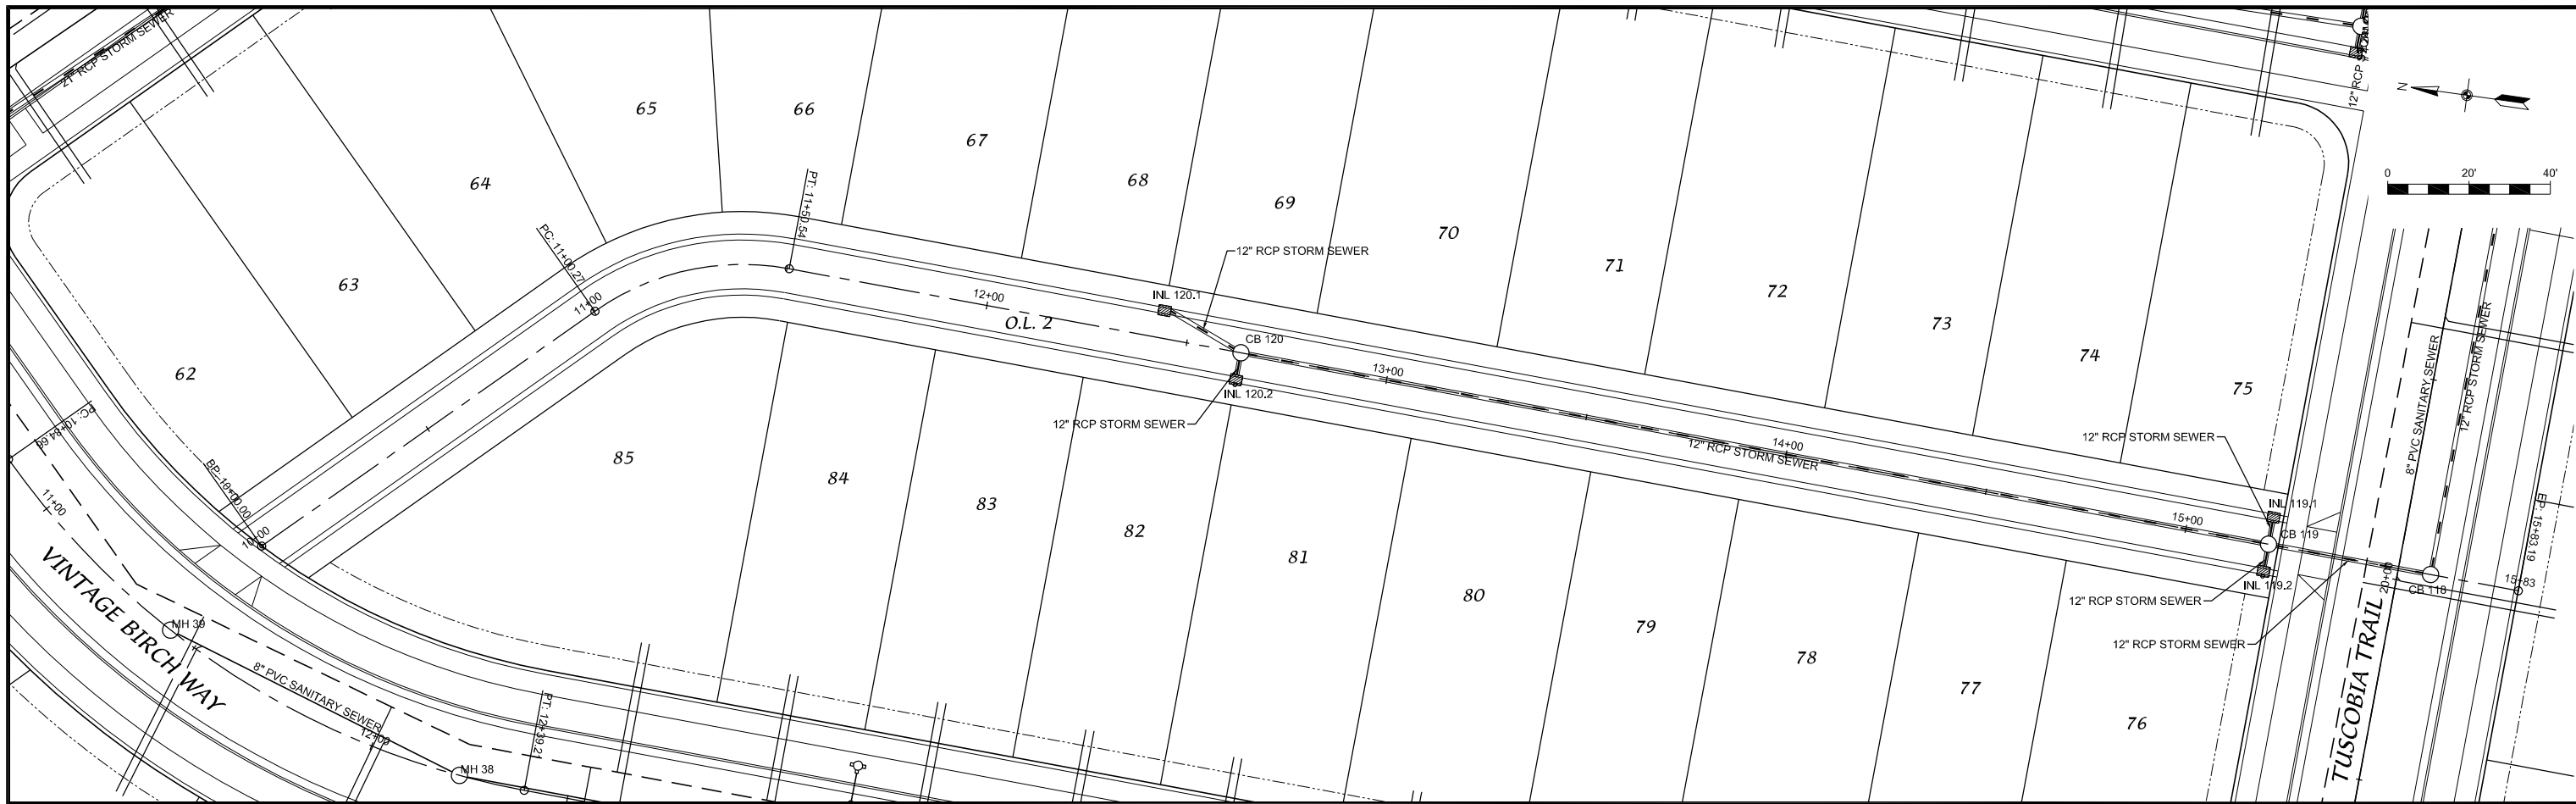 21" RCP STORM SEWER
12" RCP
N
0 20' 40'
62
63
64
65
66
67
68
69
70
71
72
73
74
75
PC: 11+00.27
11+00
PT: 11+50.54
12+00
O.L. 2
INL 120.1
12" RCP STORM SEWER
CB 120
INL 120.2
12" RCP STORM SEWER
13+00
14+00
12" RCP STORM SEWER
15+00
12" RCP STORM SEWER
INL 119.1
CB 119
INL 119.2
12" RCP STORM SEWER
12" RCP STORM SEWER
8" PVC SANITARY SEWER
12" RCP STORM SEWER
EP: 15+83.19
15+83
CB 118
20+00
TUSCOBIA TRAIL
PC: 10+84.66
11+00
BP: 10+00.00
10+00
VINTAGE BIRCH WAY
MH 39
8" PVC SANITARY SEWER
12+00
MH 38
PT: 12+39.21
85
84
83
82
81
80
79
78
77
76